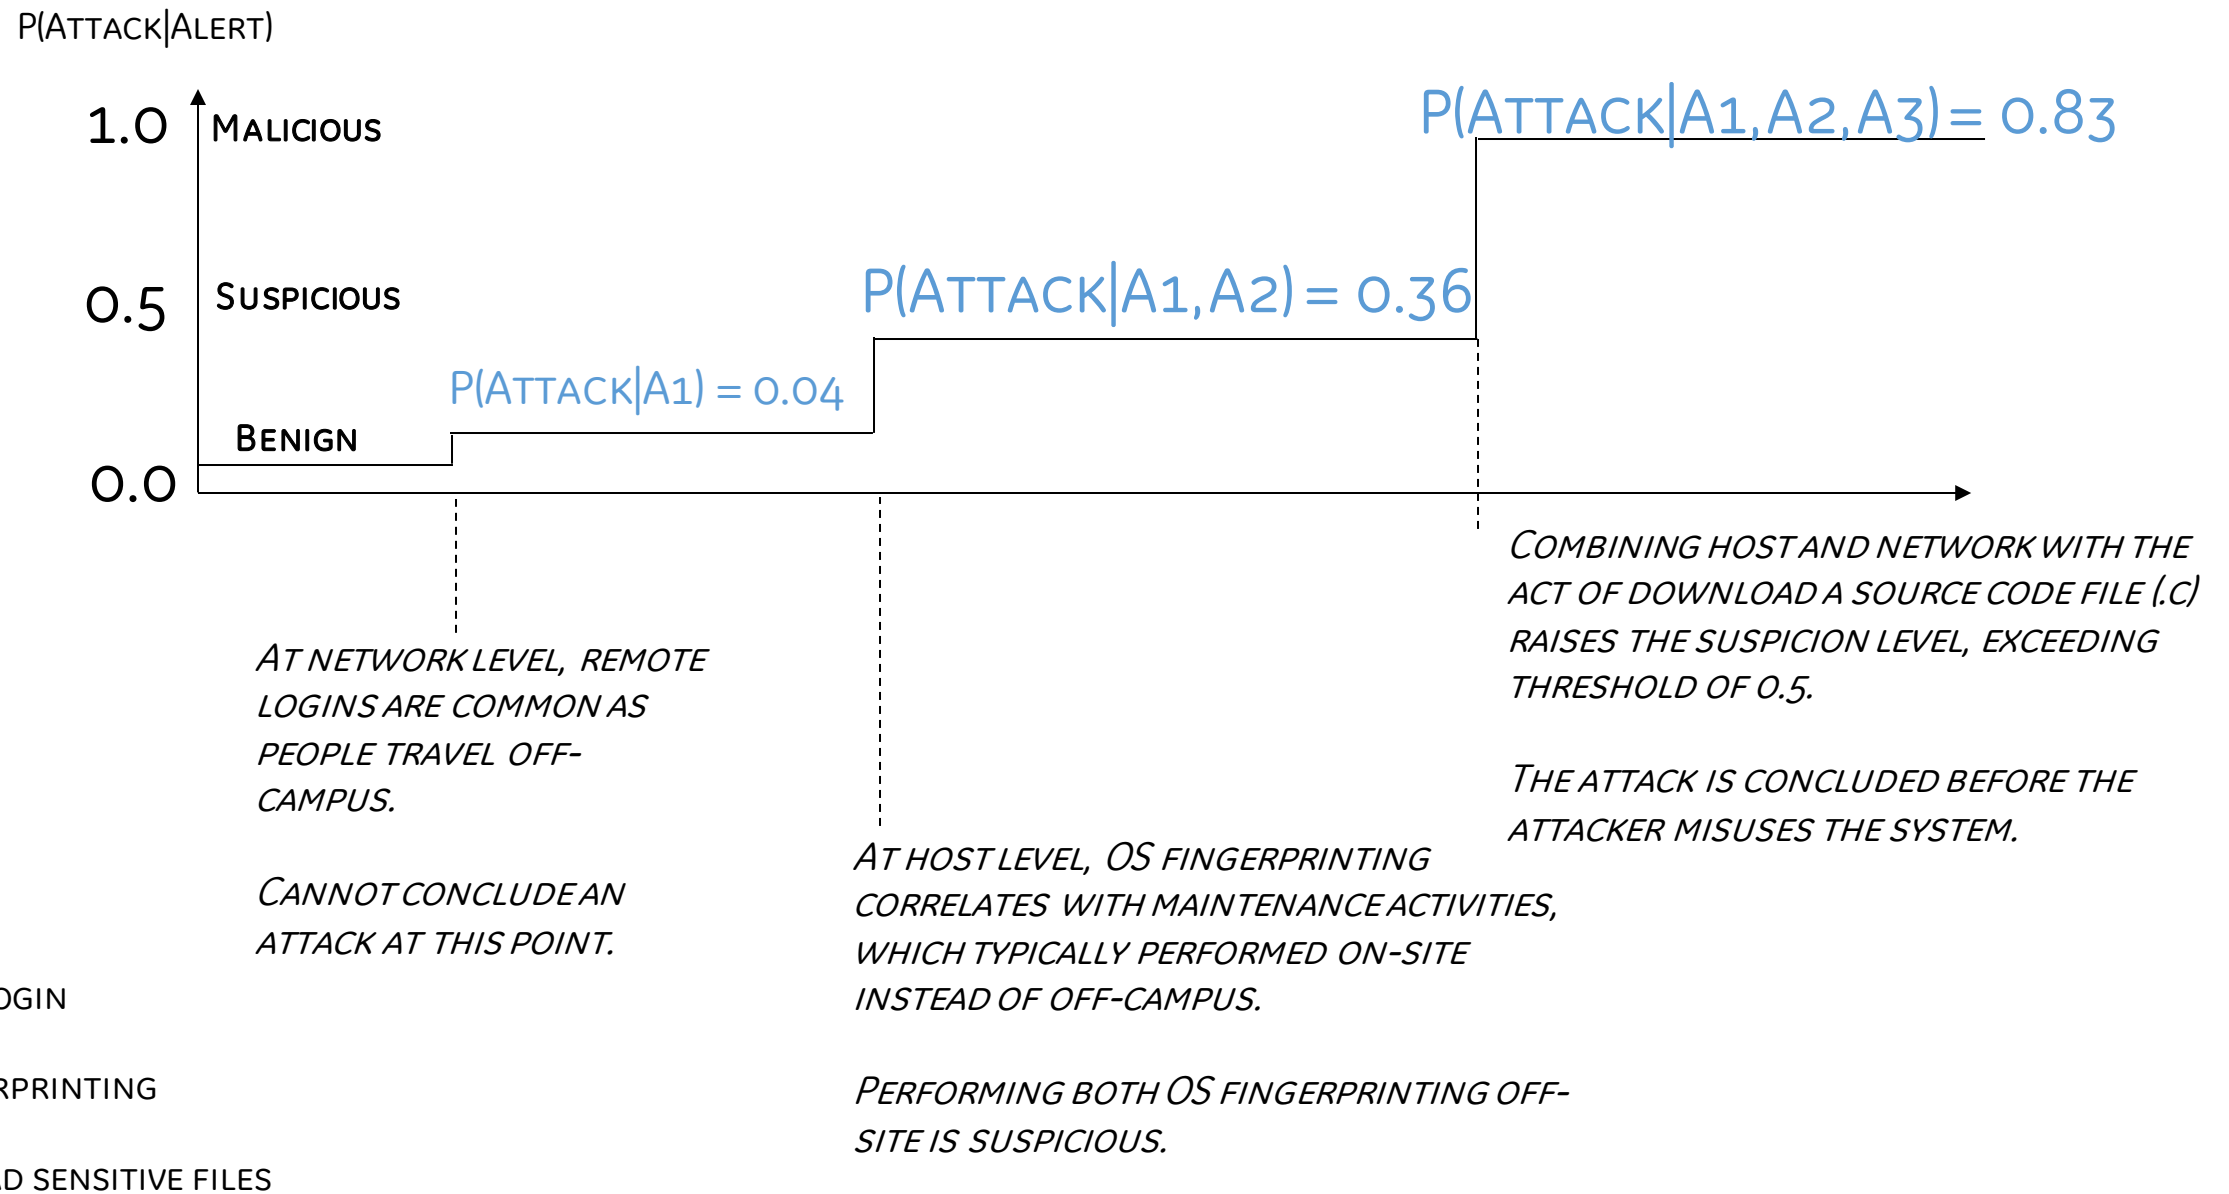 P(Attack|Alert)
1.0
Malicious
P(Attack|A1,A2,A3) = 0.83
0.5
Suspicious
P(Attack|A1,A2) = 0.36
P(Attack|A1) = 0.04
Benign
0.0
At network level, remote
logins are common as
people travel off-
campus.
Cannot conclude an
attack at this point.
At host level, OS fingerprinting
correlates with maintenance activities,
which typically performed on-site
instead of off-campus.
Performing both OS fingerprinting off-
site is suspicious.
Combining host and network with the
act of download a source code file (.c)
raises the suspicion level, exceeding
threshold of 0.5.
The attack is concluded before the
attacker misuses the system.
ogin
rprinting
ad sensitive files